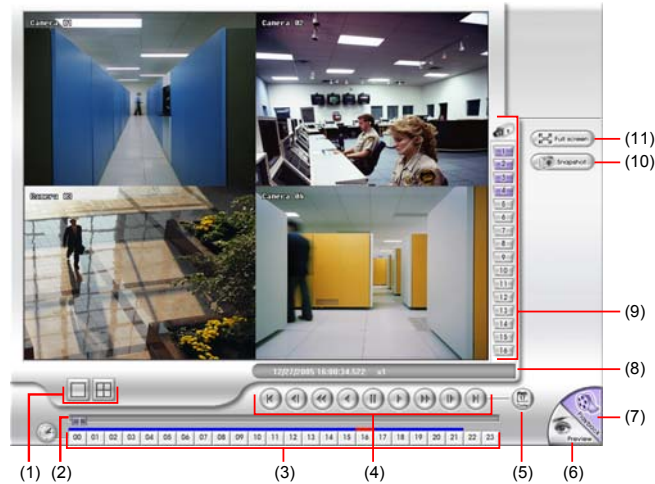 Camera 01
Camera 02
Camera 03
Camera 04
Full screen
(11)
Snapshot
(10)
1
2
3
4
5
6
7
8
9
10
11
12
13
14
15
16
(9)
12/27/2005 16:00:34.522 x1
(8)
(7)
Playback
Preview
00 01 02 03 04 05 06 07 08 09 10 11 12 13 14 15 16 17 18 19 20 21 22 23
(1) (2) (3) (4) (5) (6)